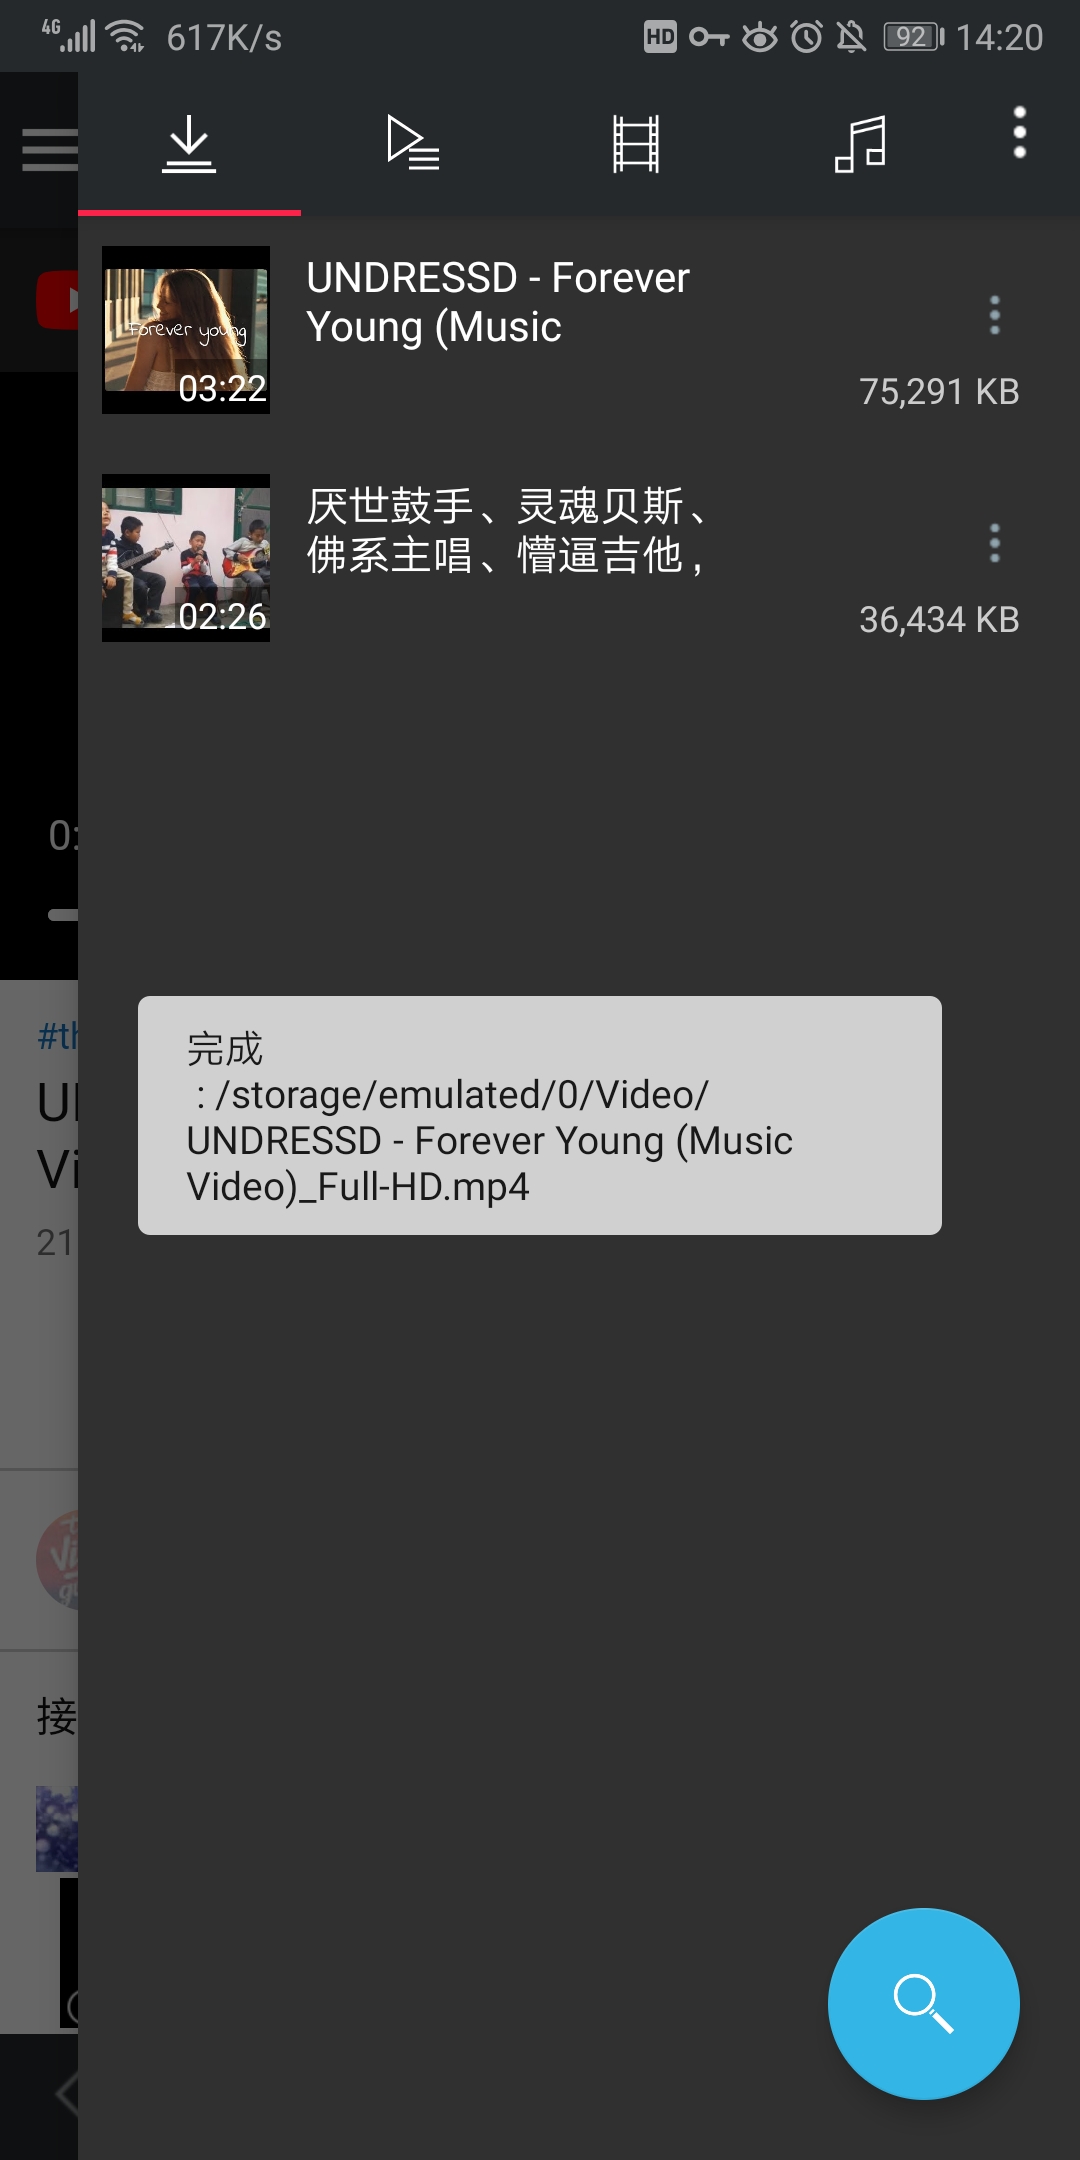 4G 617K/s HD 92 14:20
UNDRESSD - Forever
Young (Music
Forever young
03:22
75,291 KB
厌世鼓手、灵魂贝斯、
佛系主唱、懵逼吉他，
02:26
36,434 KB
0:
#th
完成
: /storage/emulated/0/Video/
UNDRESSD - Forever Young (Music
Video)_Full-HD.mp4
U
Vi
21
接